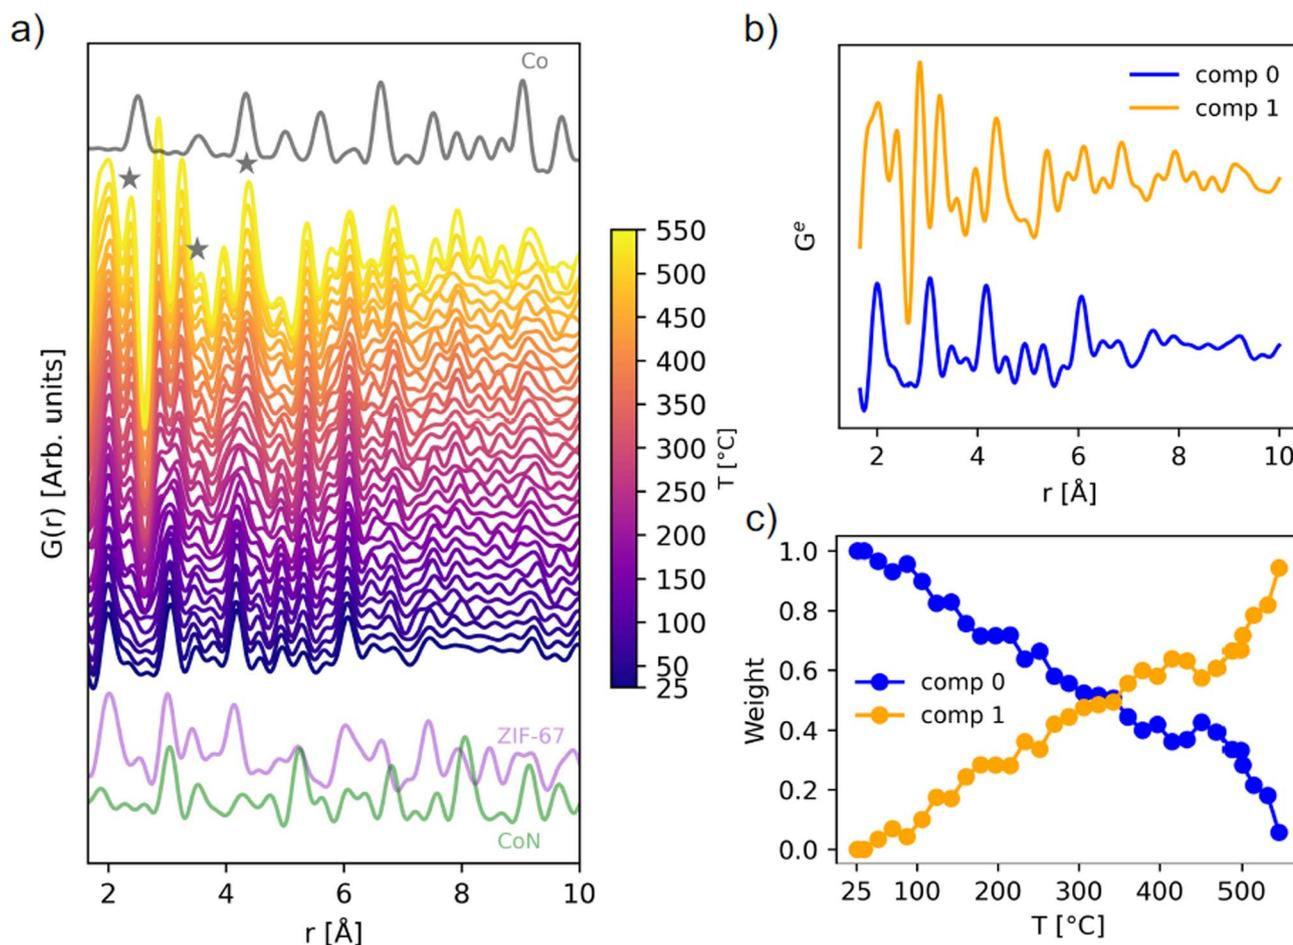 a)
Co
ZIF-67
CoN
G(r) [Arb. units]
2 4 6 8 10
r [Å]
550
500
450
400
350
300
250
200
150
100
50
25
T [°C]
b)
comp 0
comp 1
Gᵉ
2 4 6 8 10
r [Å]
c)
1.0
0.8
0.6
0.4
0.2
0.0
comp 0
comp 1
Weight
25 100 200 300 400 500
T [°C]